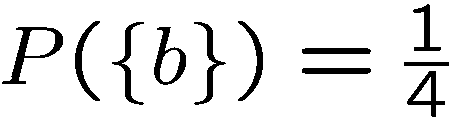 P({b}) = 1/4